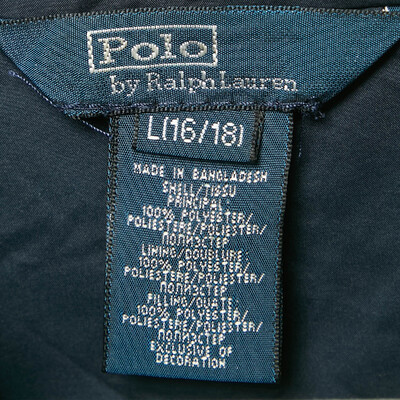 Polo
by Ralph Lauren
L(16/18)
MADE IN BANGLADESH
SHELL/TISSU
PRINCIPAL:
100% POLYESTER/
POLIESTERE/POLIESTER/
ПОЛИЭСТЕР
LINING/DOUBLURE:
100% POLYESTER/
POLIESTERE/POLIESTER/
ПОЛИЭСТЕР
FILLING/OUATE:
100% POLYESTER/
POLIESTERE/POLIESTER/
ПОЛИЭСТЕР
EXCLUSIVE OF
DECORATION